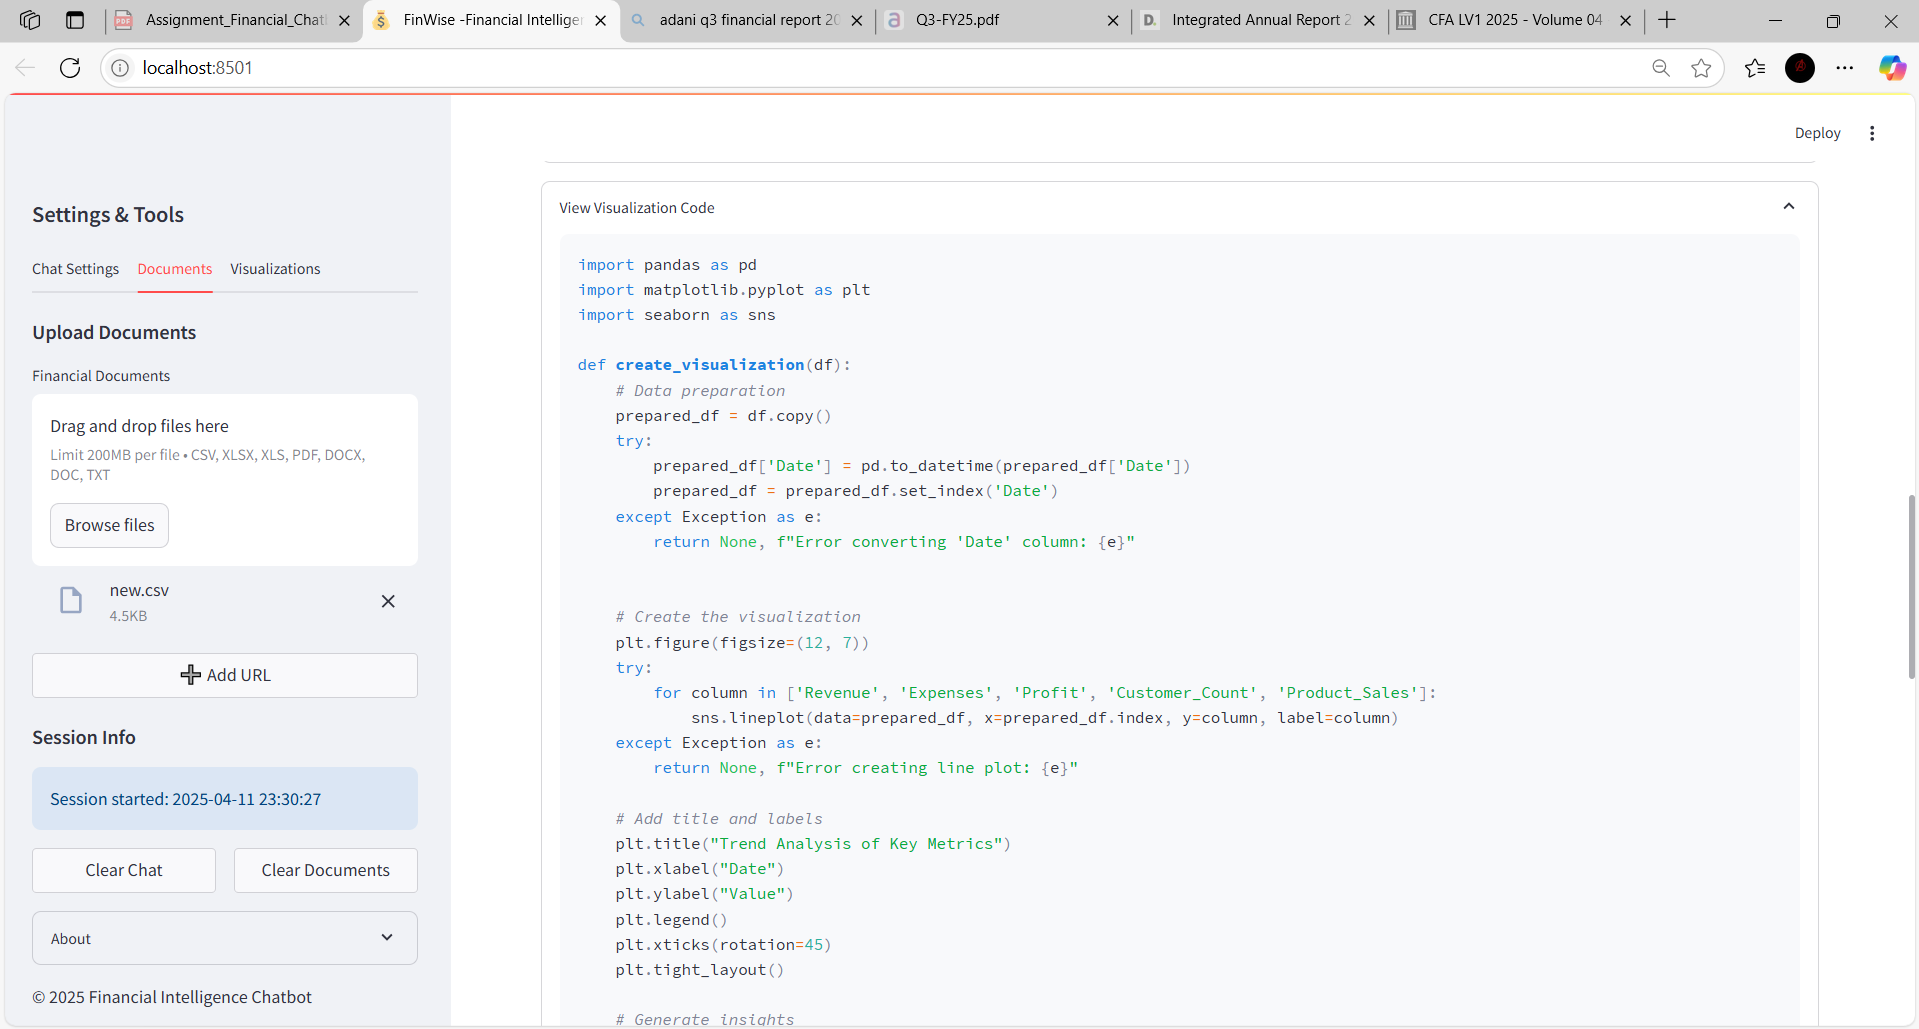 Assignment_Financial_Chatl
FinWise -Financial Intelliger
adani q3 financial report 20
Q3-FY25.pdf
Integrated Annual Report 2
CFA LV1 2025 - Volume 04
localhost:8501
Deploy
Settings & Tools
Chat Settings Documents Visualizations
Upload Documents
Financial Documents
Drag and drop files here
Limit 200MB per file • CSV, XLSX, XLS, PDF, DOCX,
DOC, TXT
Browse files
new.csv
4.5KB
Add URL
Session Info
Session started: 2025-04-11 23:30:27
Clear Chat
Clear Documents
About
© 2025 Financial Intelligence Chatbot
View Visualization Code
import pandas as pd
import matplotlib.pyplot as plt
import seaborn as sns
def create_visualization(df):
# Data preparation
prepared_df = df.copy()
try:
prepared_df['Date'] = pd.to_datetime(prepared_df['Date'])
prepared_df = prepared_df.set_index('Date')
except Exception as e:
return None, f"Error converting 'Date' column: {e}"
# Create the visualization
plt.figure(figsize=(12, 7))
try:
for column in ['Revenue', 'Expenses', 'Profit', 'Customer_Count', 'Product_Sales']:
sns.lineplot(data=prepared_df, x=prepared_df.index, y=column, label=column)
except Exception as e:
return None, f"Error creating line plot: {e}"
# Add title and labels
plt.title("Trend Analysis of Key Metrics")
plt.xlabel("Date")
plt.ylabel("Value")
plt.legend()
plt.xticks(rotation=45)
plt.tight_layout()
# Generate insights